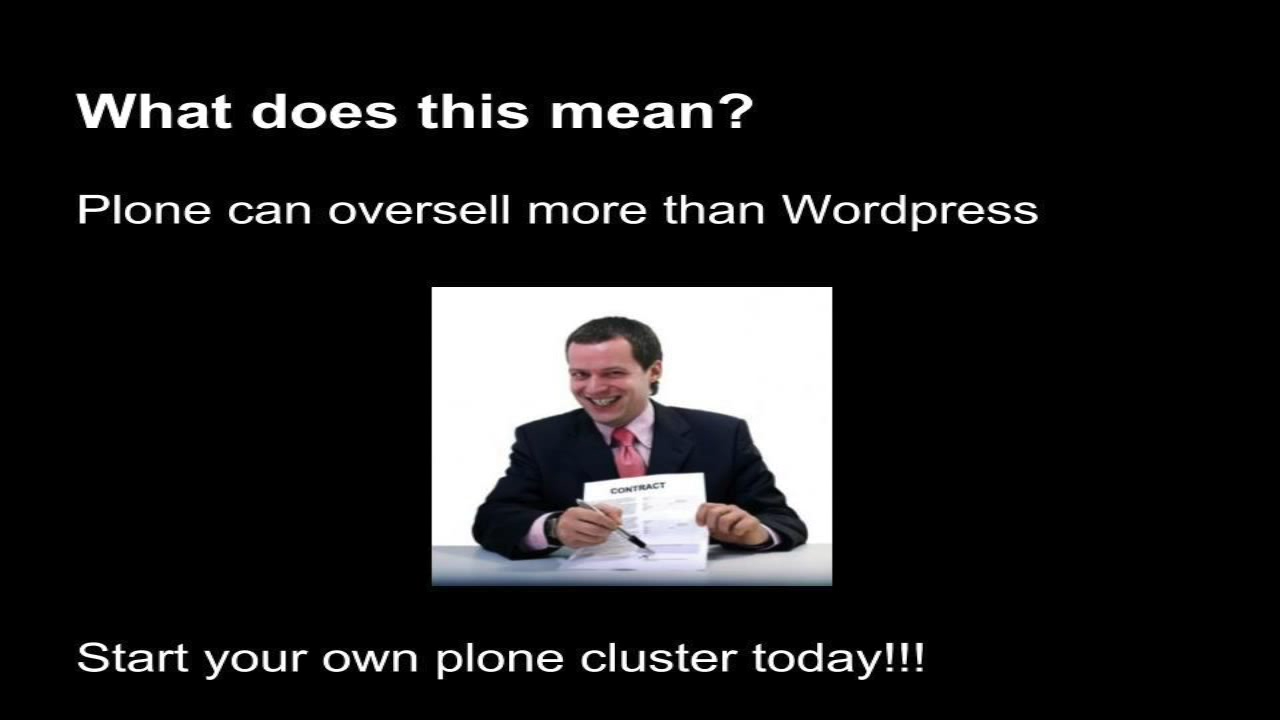 What does this mean?
Plone can oversell more than Wordpress
CONTRACT
Start your own plone cluster today!!!